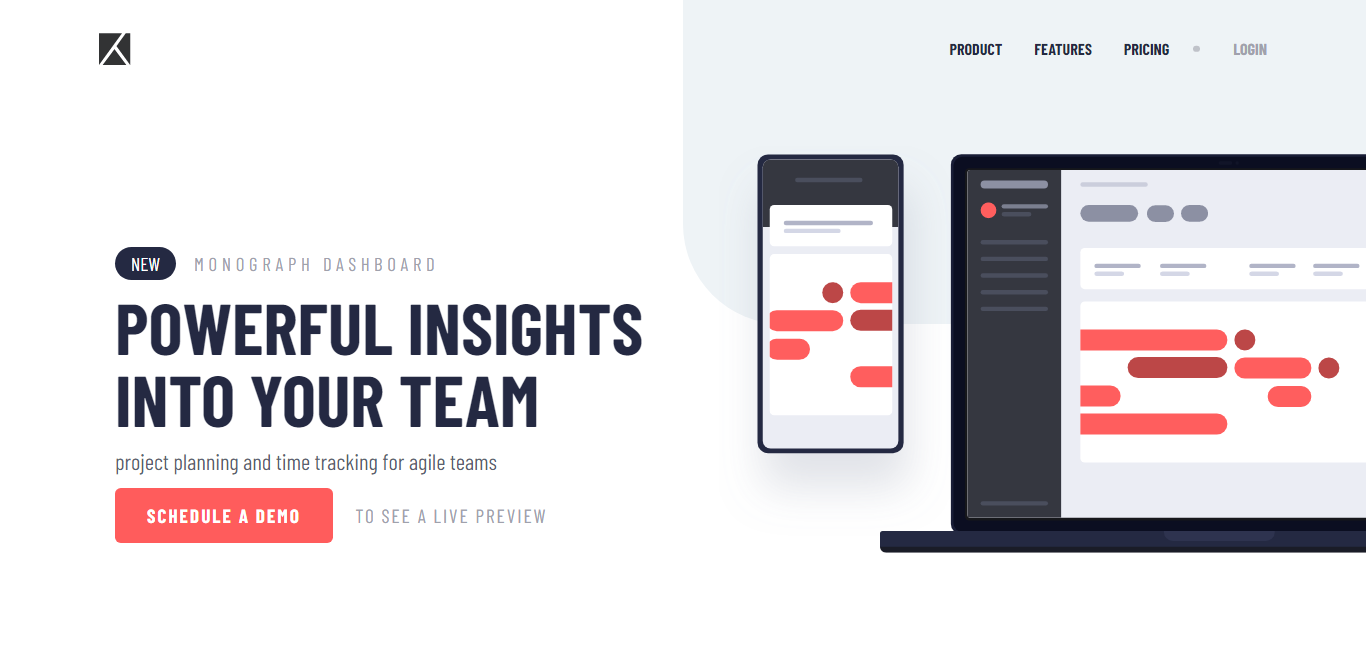 PRODUCT FEATURES PRICING LOGIN
NEW MONOGRAPH DASHBOARD
POWERFUL INSIGHTS
INTO YOUR TEAM
project planning and time tracking for agile teams
SCHEDULE A DEMO TO SEE A LIVE PREVIEW